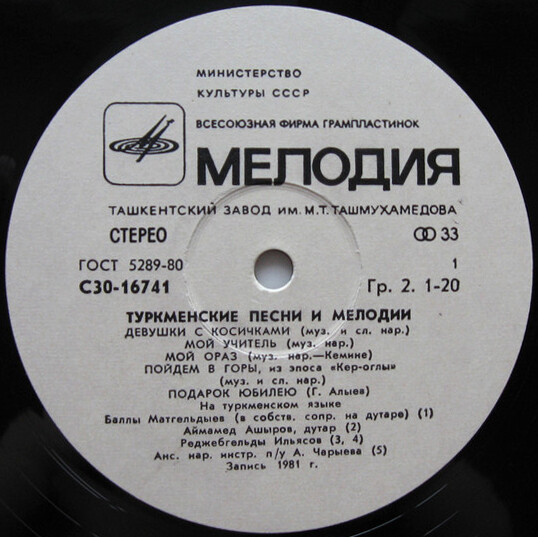 МИНИСТЕРСТВО
КУЛЬТУРЫ СССР
ВСЕСОЮЗНАЯ ФИРМА ГРАМПЛАСТИНОК
МЕЛОДИЯ
ТАШКЕНТСКИЙ ЗАВОД ИМ. М.Т. ТАШМУХАМЕДОВА
СТЕРЕО 33
ГОСТ 5289-80 1
С30-16741 Гр. 2. 1-20
ТУРКМЕНСКИЕ ПЕСНИ И МЕЛОДИИ
ДЕВУШКИ С КОСИЧКАМИ (муз. и сл. нар.)
МОЙ УЧИТЕЛЬ (муз. нар.)
МОЙ ОРАЗ (муз. нар.—Кемине)
ПОЙДЕМ В ГОРЫ, из эпоса «Кер-оглы»
(муз. и сл. нар.)
ПОДАРОК ЮБИЛЕЮ (Г. Алыев)
На туркменском языке
Баллы Матгельдыев (в собств. сопр. на дутаре) (1)
Аймамед Ашыров, дутар (2)
Реджебгельды Ильясов (3, 4)
Анс. нар. инстр. п/у А. Чарыева (5)
Запись 1981 г.